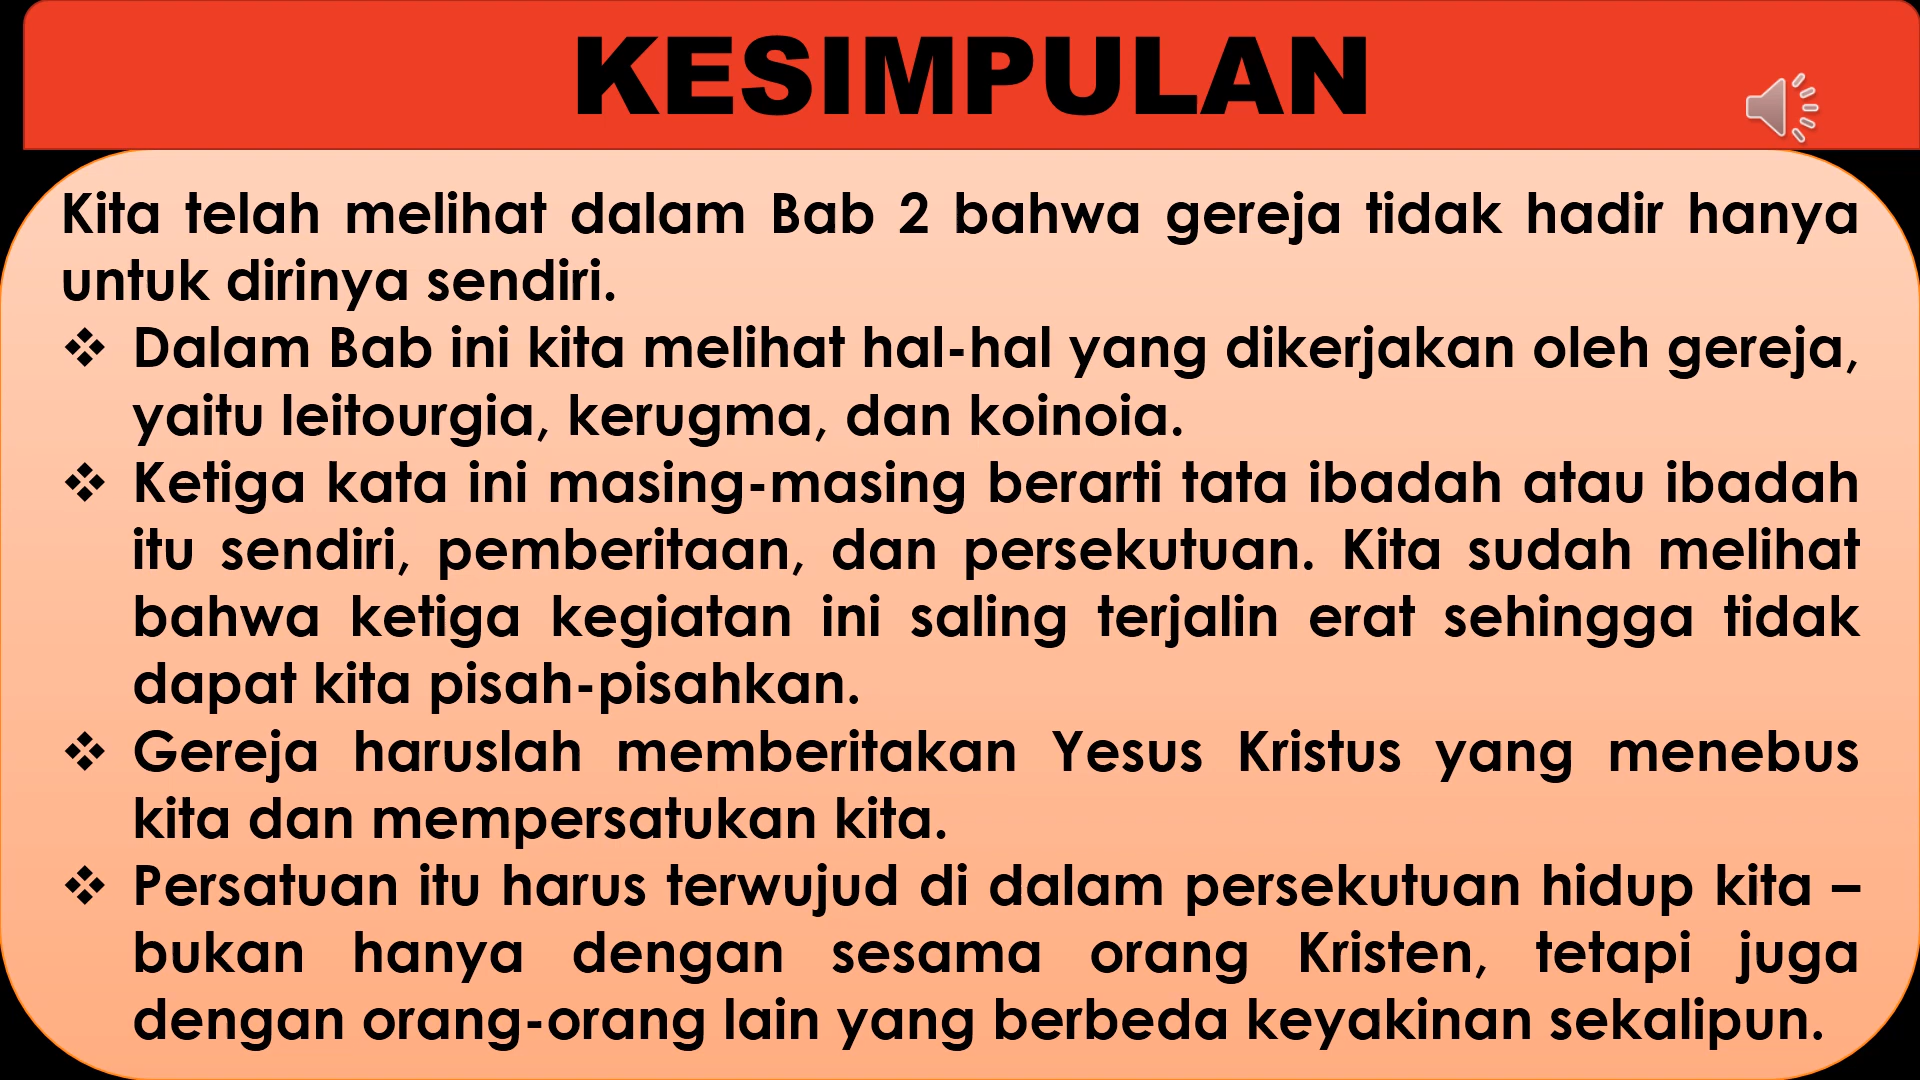 KESIMPULAN
Kita telah melihat dalam Bab 2 bahwa gereja tidak hadir hanya
untuk dirinya sendiri.
❖ Dalam Bab ini kita melihat hal-hal yang dikerjakan oleh gereja,
yaitu leitourgia, kerugma, dan koinoia.
❖ Ketiga kata ini masing-masing berarti tata ibadah atau ibadah
itu sendiri, pemberitaan, dan persekutuan. Kita sudah melihat
bahwa ketiga kegiatan ini saling terjalin erat sehingga tidak
dapat kita pisah-pisahkan.
❖ Gereja haruslah memberitakan Yesus Kristus yang menebus
kita dan mempersatukan kita.
❖ Persatuan itu harus terwujud di dalam persekutuan hidup kita –
bukan hanya dengan sesama orang Kristen, tetapi juga
dengan orang-orang lain yang berbeda keyakinan sekalipun.